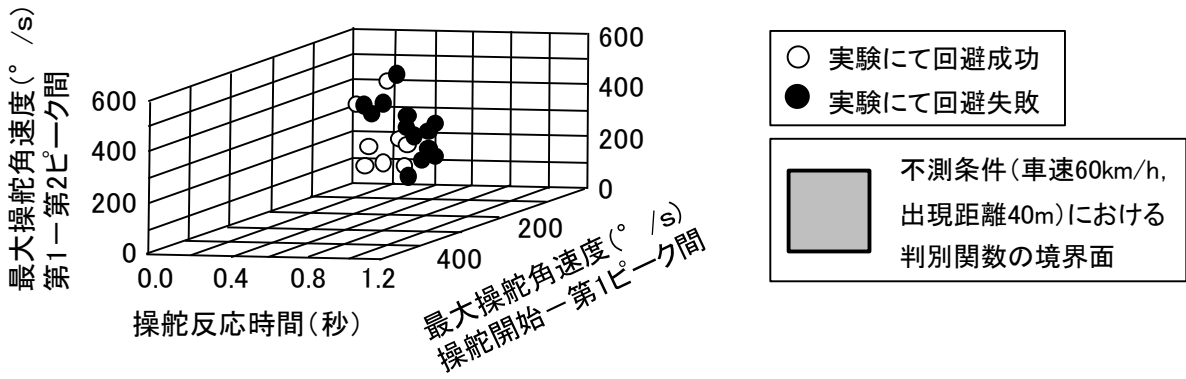 最大操舵角速度(°/s)
第1－第2ピーク間
600
400
200
0
600
400
200
0
0.0 0.4 0.8 1.2
操舵反応時間(秒)
400
200
最大操舵角速度(°/s)
操舵開始－第1ピーク間
実験にて回避成功
実験にて回避失敗
不測条件(車速60km/h,
出現距離40m)における
判別関数の境界面